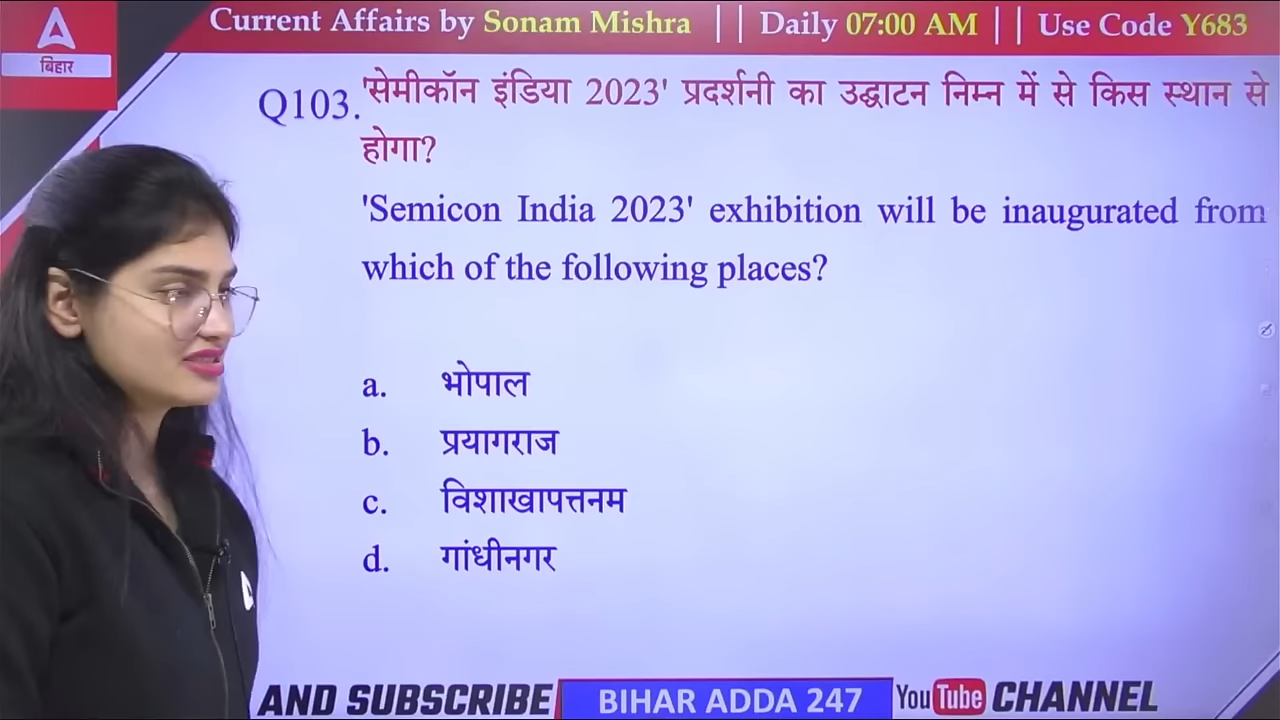 Current Affairs by Sonam Mishra || Daily 07:00 AM || Use Code Y683
A
बिहार
Q103. 'सेमीकॉन इंडिया 2023' प्रदर्शनी का उद्घाटन निम्न में से किस स्थान से
होगा?
'Semicon India 2023' exhibition will be inaugurated from
which of the following places?
a. भोपाल
b. प्रयागराज
c. विशाखापत्तनम
d. गांधीनगर
AND SUBSCRIBE BIHAR ADDA 247 YouTube CHANNEL